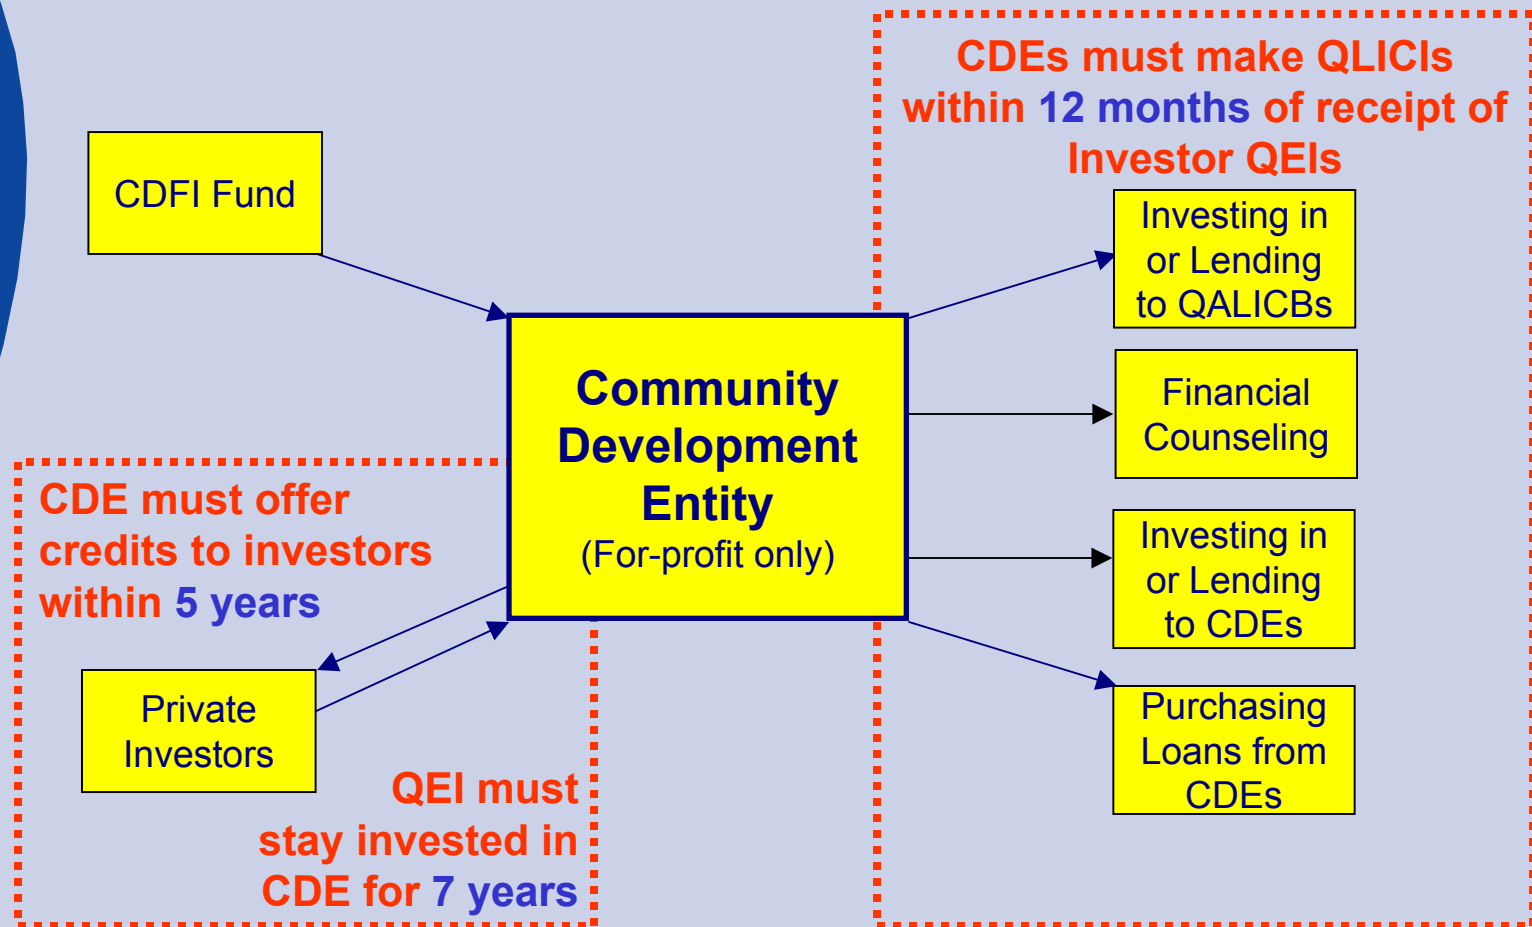 CDEs must make QLICIs
within 12 months of receipt of
Investor QEIs
CDFI Fund
Investing in
or Lending
to QALICBs
Community
Development
Entity
(For-profit only)
Financial
Counseling
CDE must offer
credits to investors
within 5 years
Investing in
or Lending
to CDEs
Private
Investors
Purchasing
Loans from
CDEs
QEI must
stay invested in
CDE for 7 years